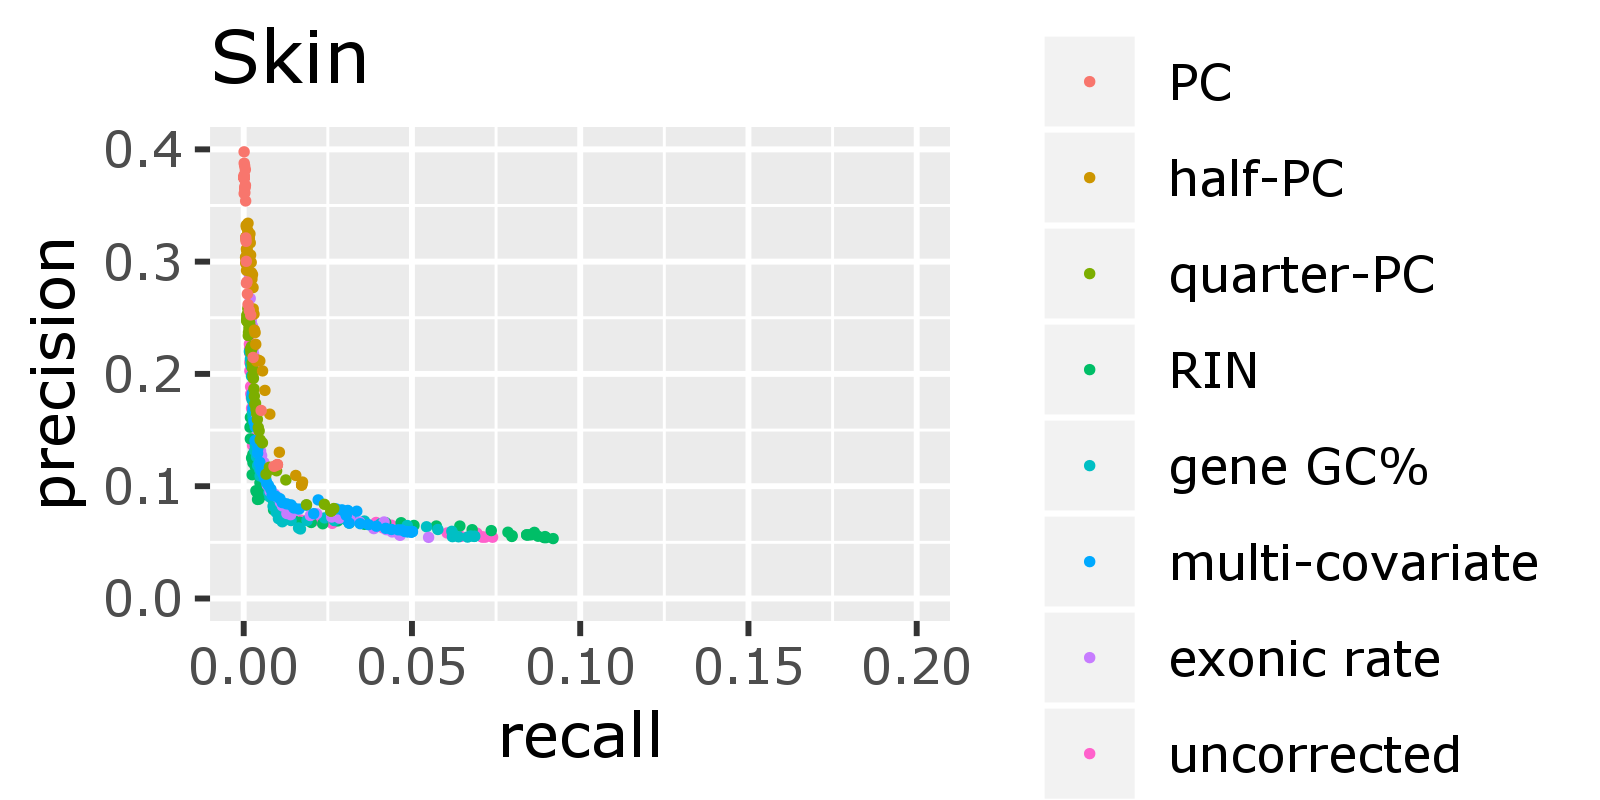 Skin
0.4
0.3
0.2
0.1
0.0
precision
0.00 0.05 0.10 0.15 0.20
recall
PC
half-PC
quarter-PC
RIN
gene GC%
multi-covariate
exonic rate
uncorrected